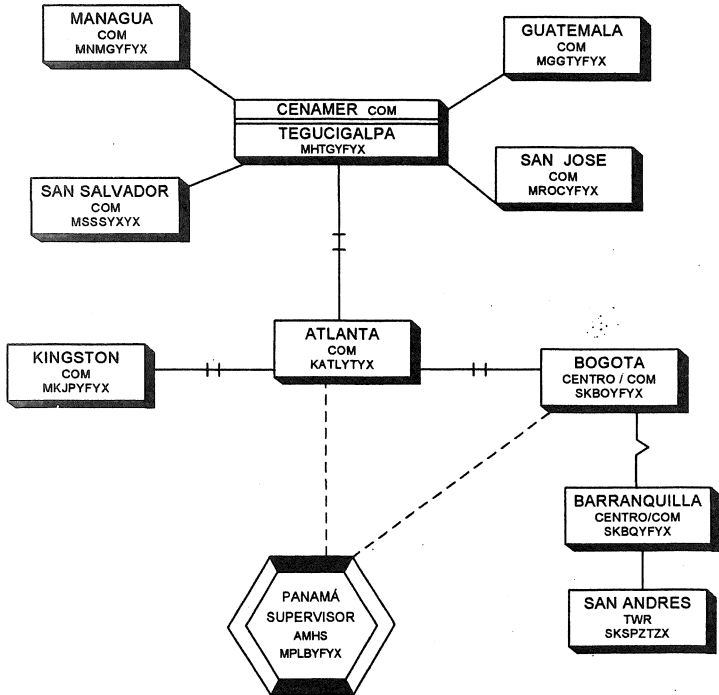 MANAGUA
COM
MNMGYFYX
GUATEMALA
COM
MGGTYFYX
CENAMER COM
TEGUCIGALPA
MHTGYFYX
SAN SALVADOR
COM
MSSSYXYX
SAN JOSE
COM
MROCYFYX
ATLANTA
COM
KATLYTYX
KINGSTON
COM
MKJPYFYX
BOGOTA
CENTRO / COM
SKBOYFYX
BARRANQUILLA
CENTRO/COM
SKBQYFYX
SAN ANDRES
TWR
SKSPZTZX
PANAMÁ
SUPERVISOR
AMHS
MPLBYFYX